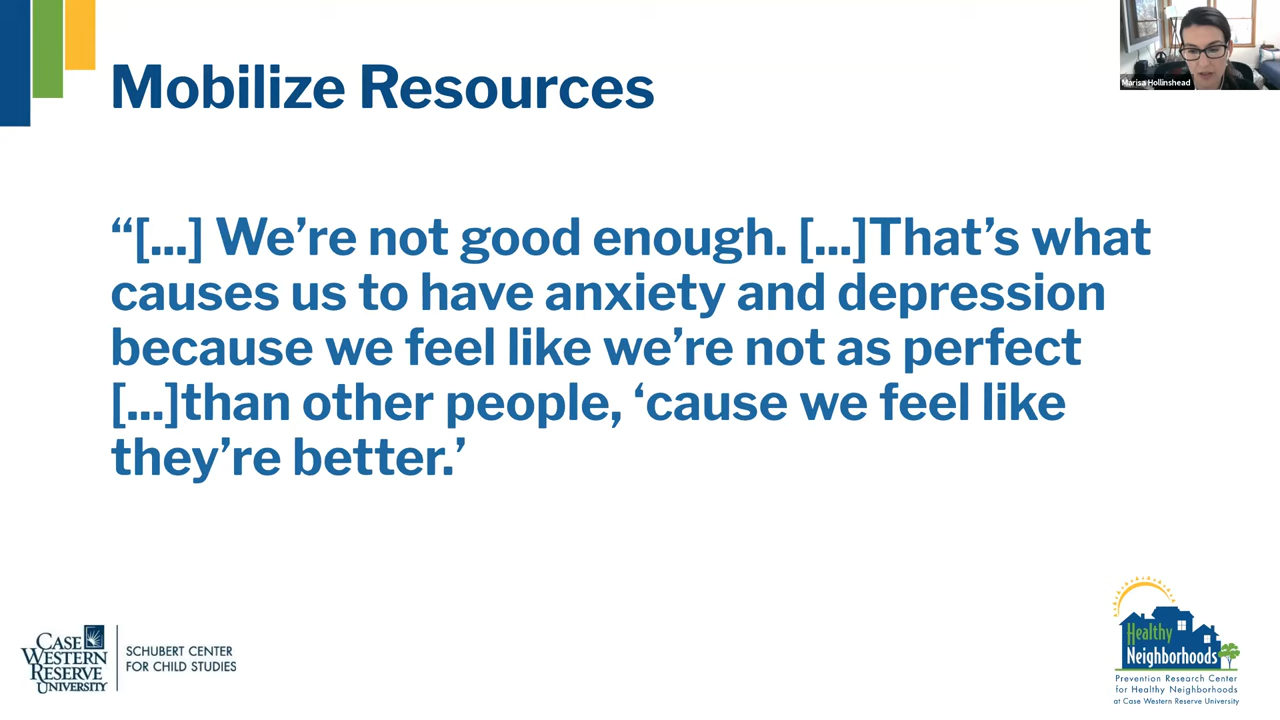 Mobilize Resources
Marisa Hollinshead
“[...] We’re not good enough. [...]That’s what
causes us to have anxiety and depression
because we feel like we’re not as perfect
[...]than other people, ‘cause we feel like
they’re better.’
CASE
WESTERN
RESERVE
UNIVERSITY
SCHUBERT CENTER
FOR CHILD STUDIES
Healthy
Neighborhoods
Prevention Research Center
for Healthy Neighborhoods
at Case Western Reserve University